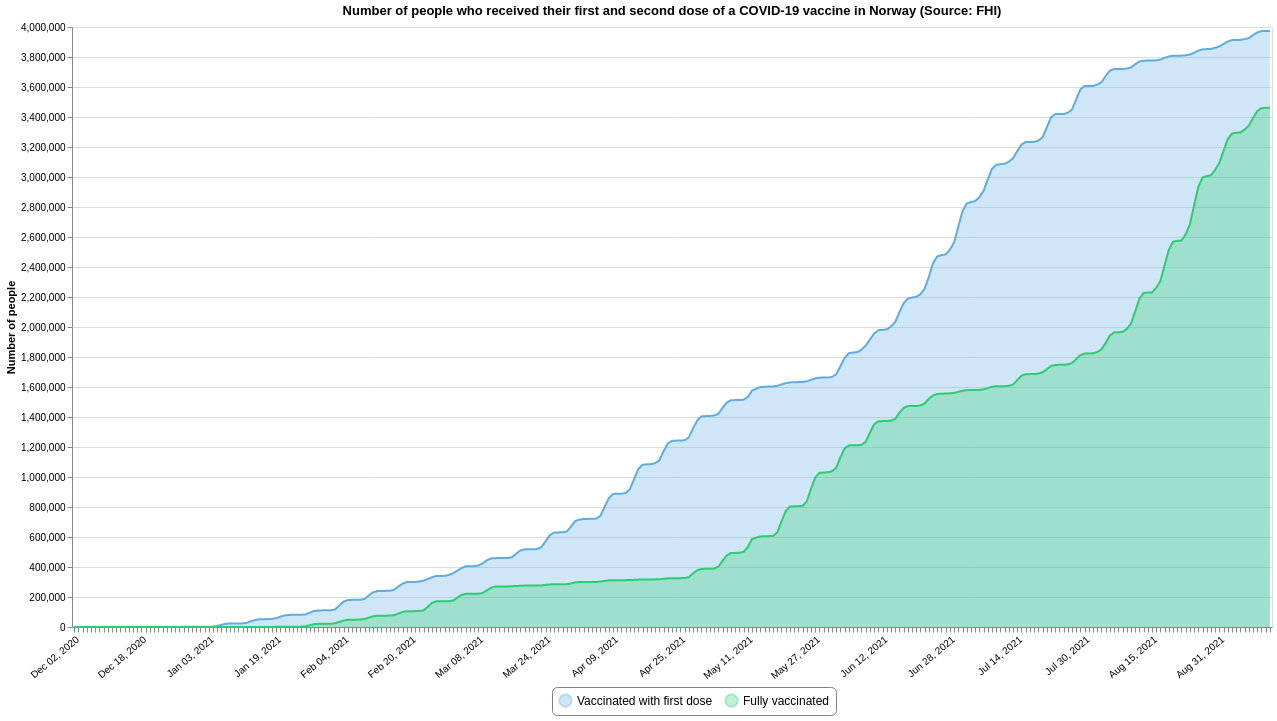 Number of people who received their first and second dose of a COVID-19 vaccine in Norway (Source: FHI)
Number of people
4,000,000
3,800,000
3,600,000
3,400,000
3,200,000
3,000,000
2,800,000
2,600,000
2,400,000
2,200,000
2,000,000
1,800,000
1,600,000
1,400,000
1,200,000
1,000,000
800,000
600,000
400,000
200,000
0
Dec 02, 2020
Dec 18, 2020
Jan 03, 2021
Jan 19, 2021
Feb 04, 2021
Feb 20, 2021
Mar 08, 2021
Mar 24, 2021
Apr 09, 2021
Apr 25, 2021
May 11, 2021
May 27, 2021
Jun 12, 2021
Jun 28, 2021
Jul 14, 2021
Jul 30, 2021
Aug 15, 2021
Aug 31, 2021
Vaccinated with first dose
Fully vaccinated